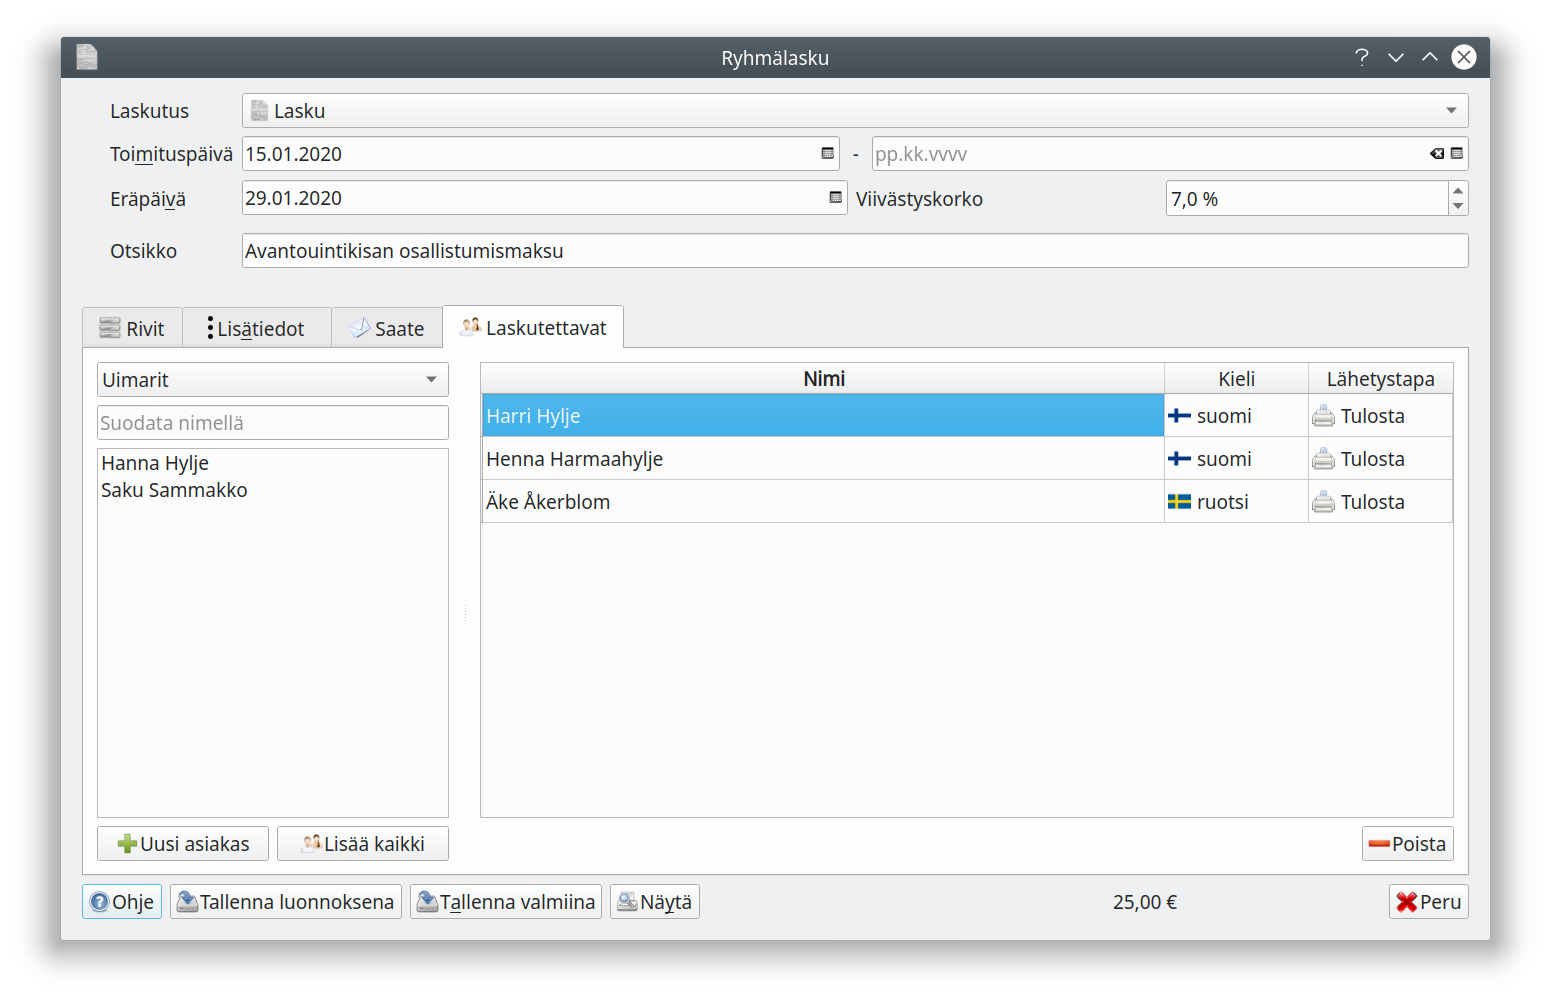 Ryhmälasku
Laskutus Lasku
Toimituspäivä 15.01.2020 - pp.kk.vvvv
Eräpäivä 29.01.2020 Viivästyskorko 7,0 %
Otsikko Avantouintikisan osallistumismaksu
Rivit Lisätiedot Saate Laskutettavat
Uimarit
Suodata nimellä
Hanna Hylje
Saku Sammakko
Nimi Kieli Lähetystapa
Harri Hylje suomi Tulosta
Henna Harmaahylje suomi Tulosta
Äke Åkerblom ruotsi Tulosta
Uusi asiakas Lisää kaikki Poista
Ohje Tallenna luonnoksena Tallenna valmiina Näytä 25,00 € Peru